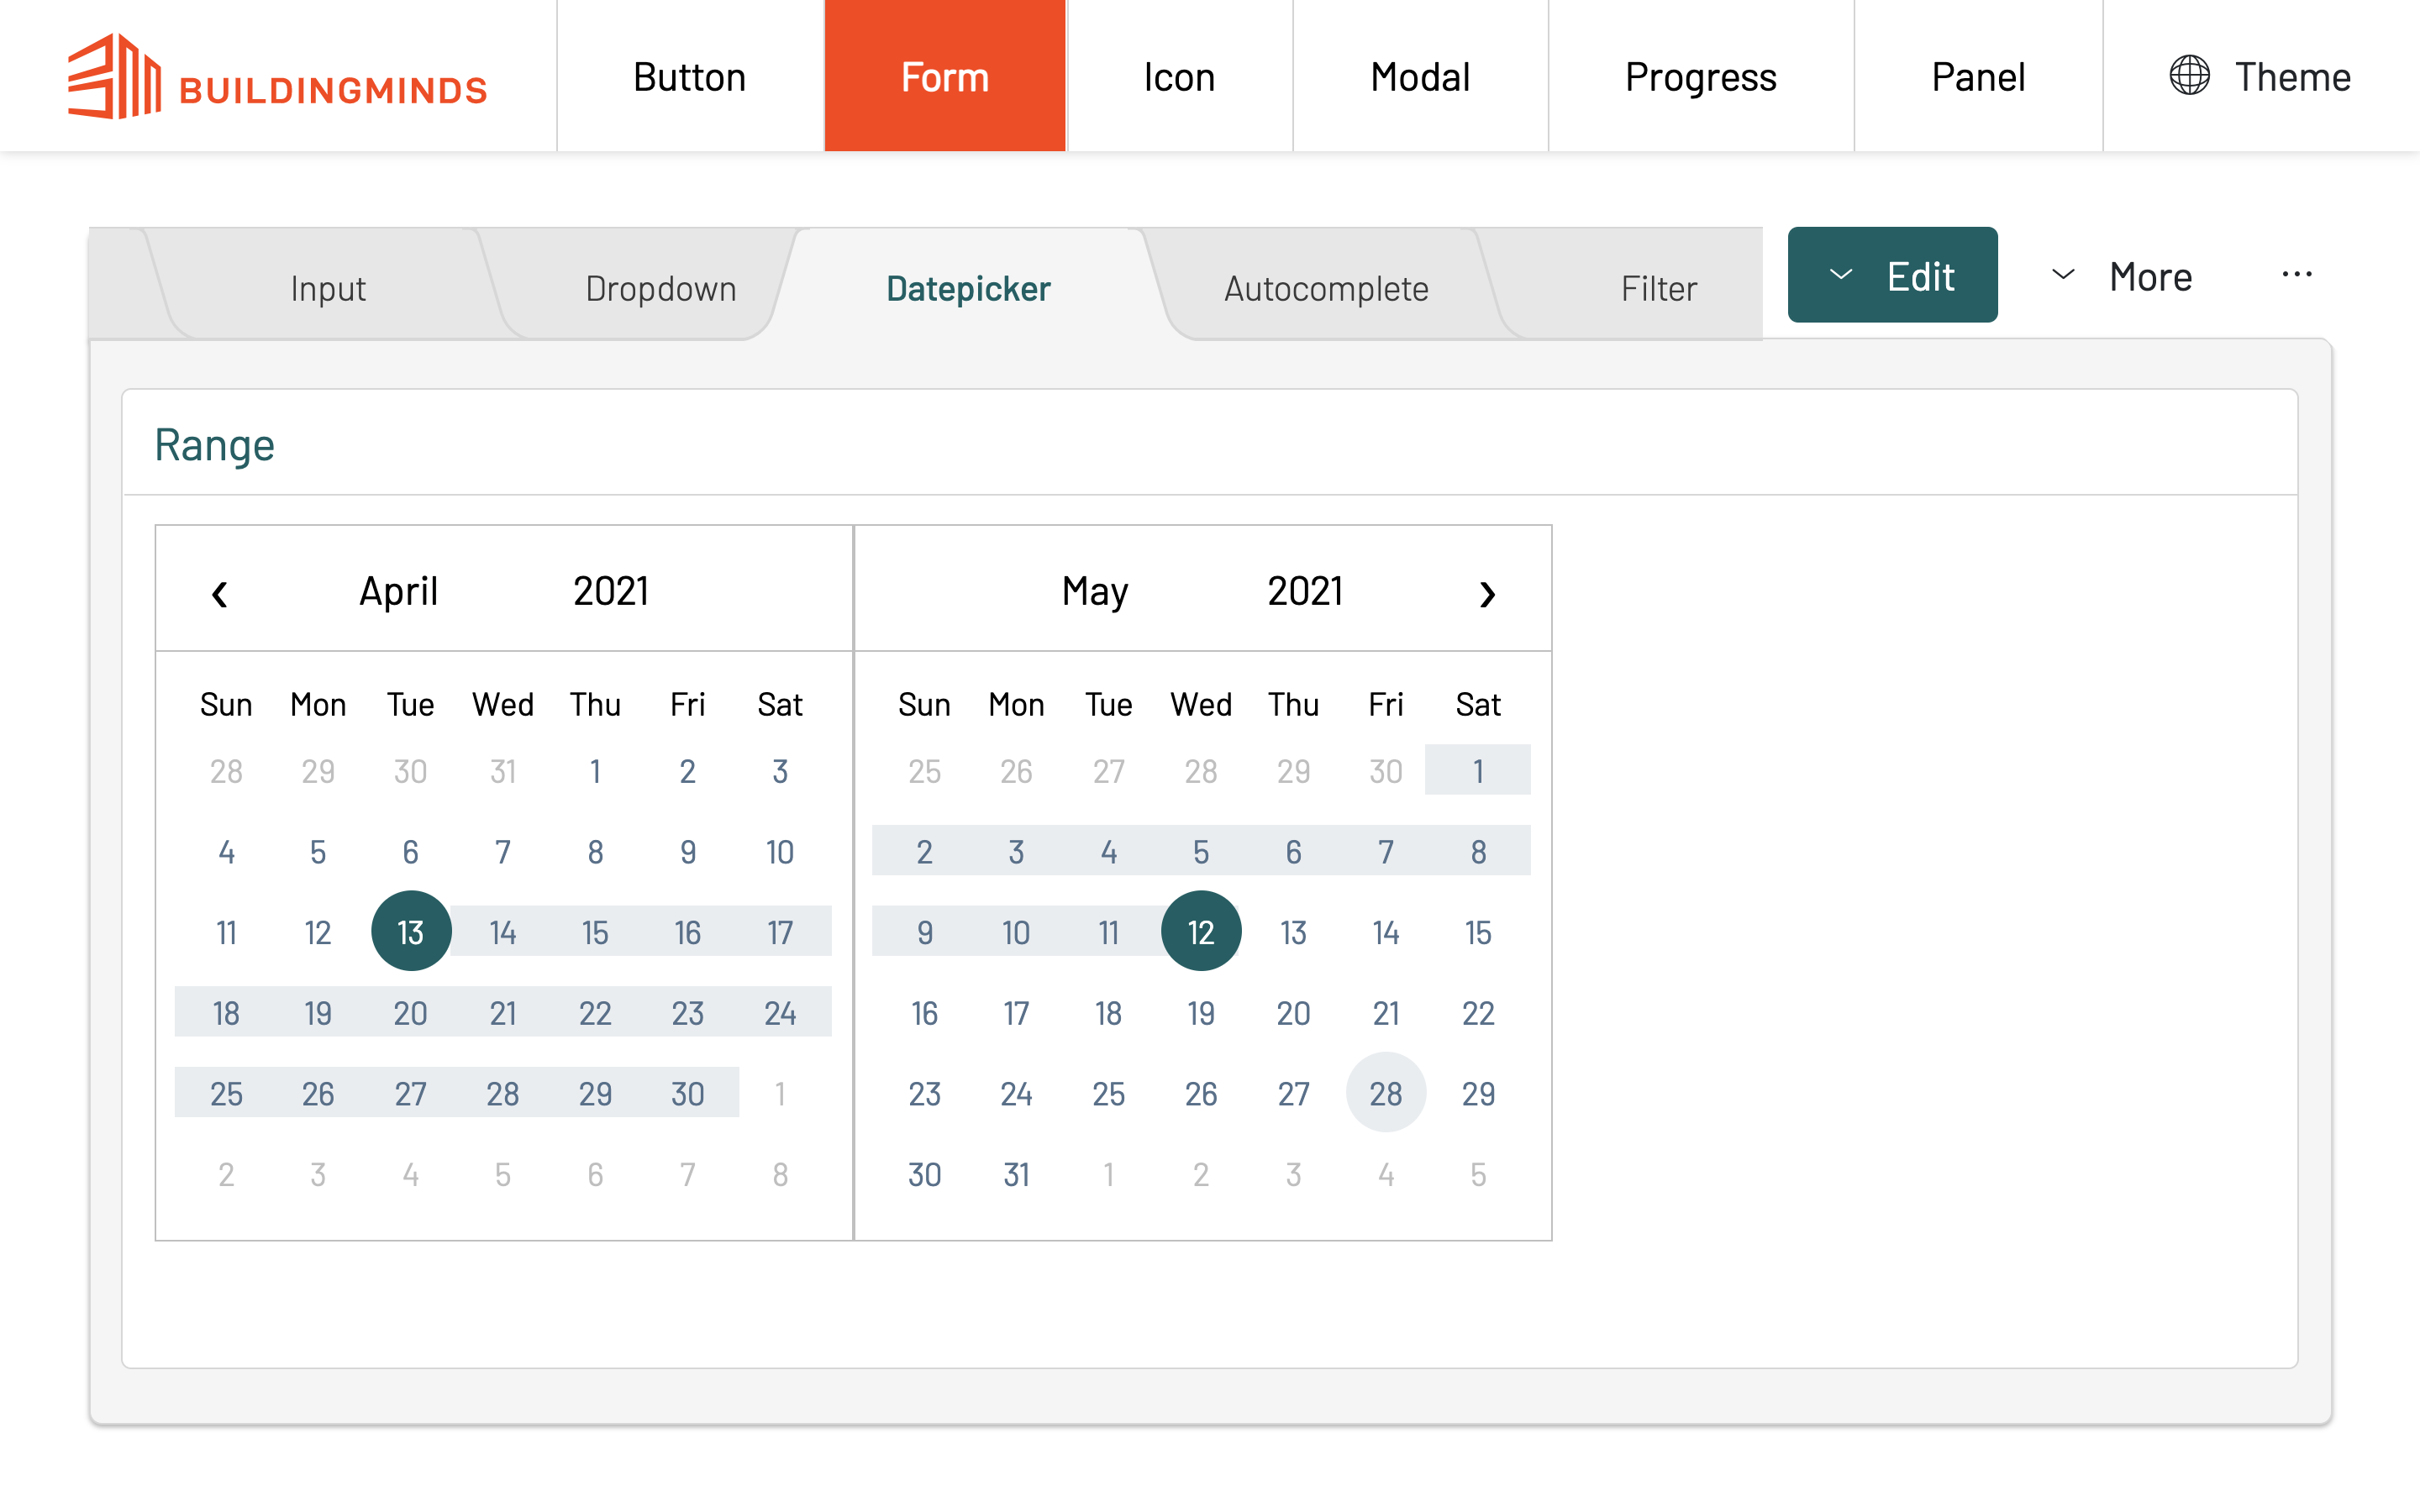 BUILDINGMINDS Button Form Icon Modal Progress Panel Theme
Input Dropdown Datepicker Autocomplete Filter Edit More ...
Range
April 2021
Sun Mon Tue Wed Thu Fri Sat
28 29 30 31 1 2 3
4 5 6 7 8 9 10
11 12 13 14 15 16 17
18 19 20 21 22 23 24
25 26 27 28 29 30 1
2 3 4 5 6 7 8
May 2021
Sun Mon Tue Wed Thu Fri Sat
25 26 27 28 29 30 1
2 3 4 5 6 7 8
9 10 11 12 13 14 15
16 17 18 19 20 21 22
23 24 25 26 27 28 29
30 31 1 2 3 4 5